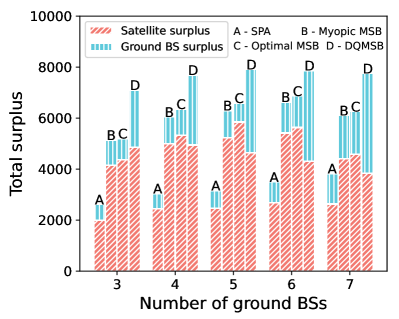 10000
8000
6000
4000
2000
0
Total surplus
Satellite surplus
Ground BS surplus
A - SPA B - Myopic MSB
C - Optimal MSB D - DQMSB
A B C D
A B C D
A B C D
A B C D
A B C D
3 4 5 6 7
Number of ground BSs